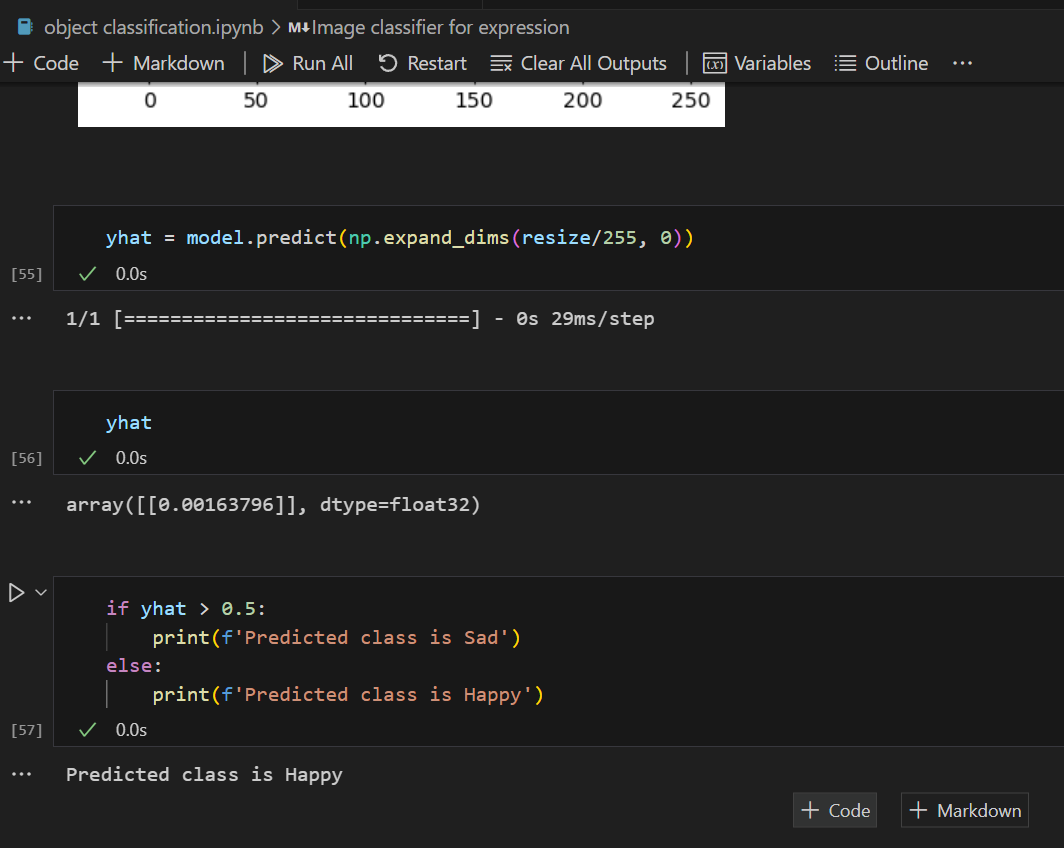 object classification.ipynb > M↓Image classifier for expression
+ Code + Markdown | Run All Restart Clear All Outputs | Variables Outline ...
0 50 100 150 200 250
yhat = model.predict(np.expand_dims(resize/255, 0))
[55] ✓ 0.0s
... 1/1 [==============================] - 0s 29ms/step
yhat
[56] ✓ 0.0s
... array([[0.00163796]], dtype=float32)
if yhat > 0.5:
print(f'Predicted class is Sad')
else:
print(f'Predicted class is Happy')
[57] ✓ 0.0s
... Predicted class is Happy
+ Code + Markdown